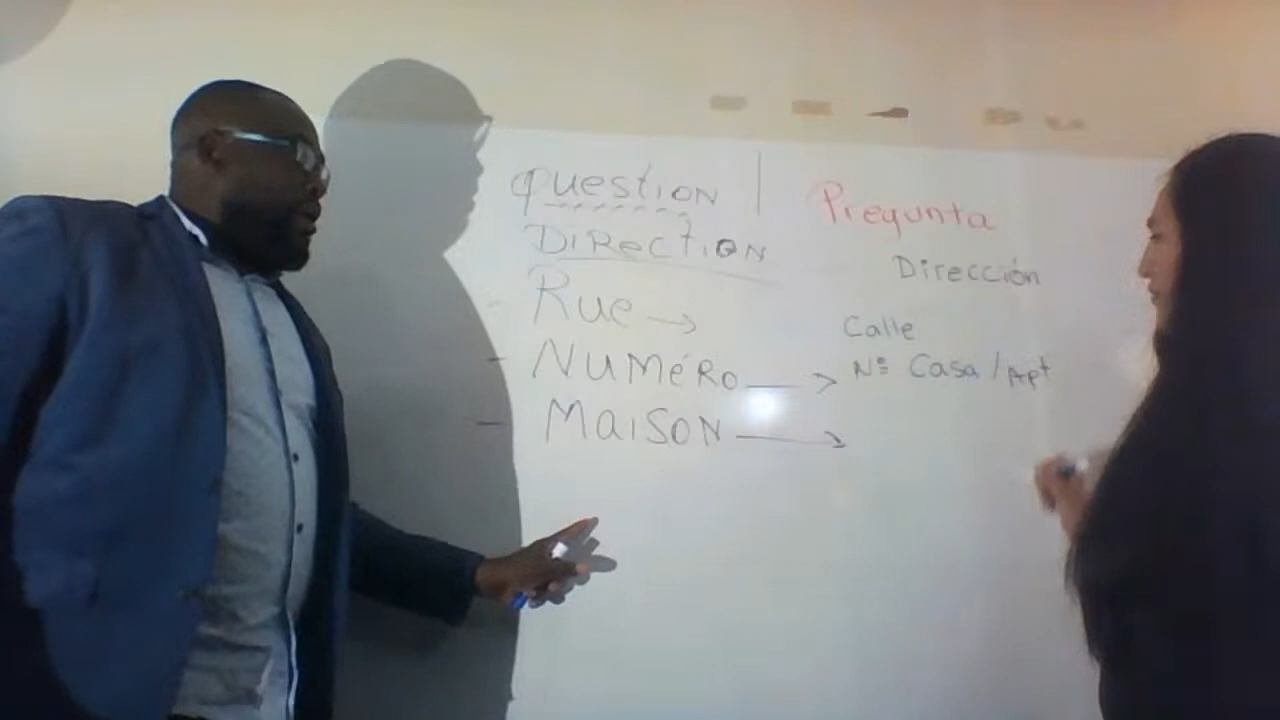 Question | Pregunta
Direction Dirección
Rue → Calle
Numéro → Nº Casa / Apt
Maison →